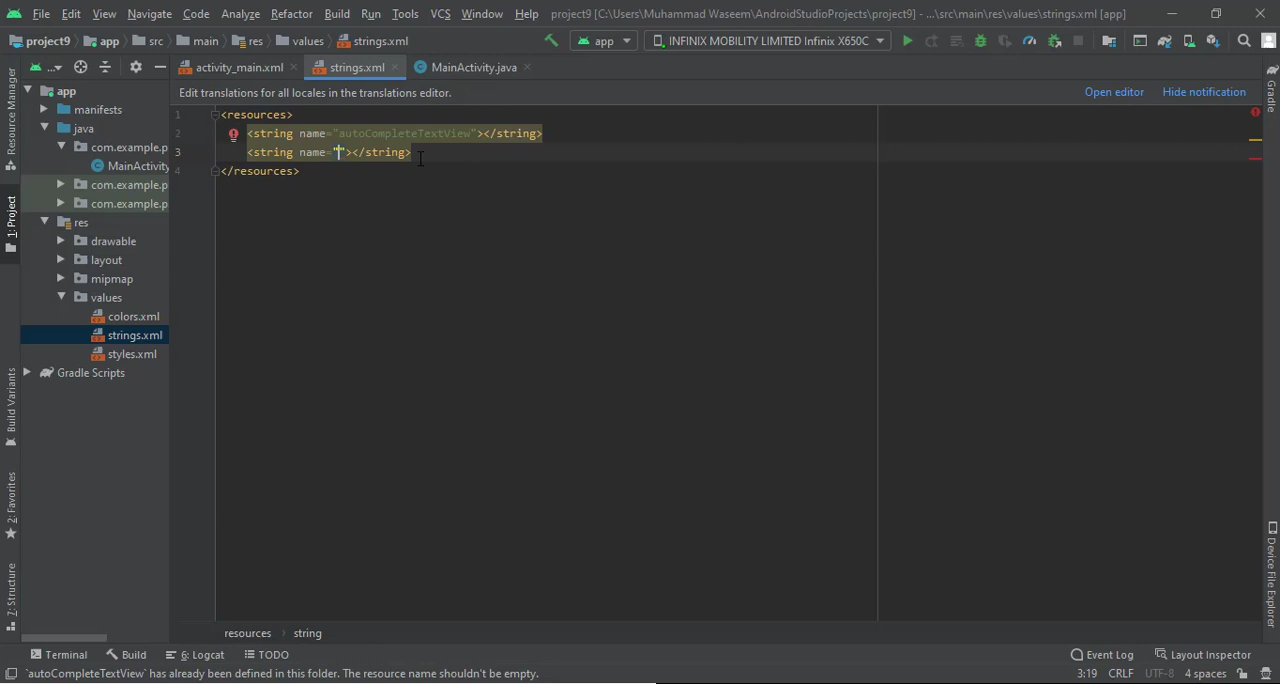 File Edit View Navigate Code Analyze Refactor Build Run Tools VCS Window Help project9 [C:\Users\Muhammad Waseem\AndroidStudioProjects\project9] - ...\src\main\res\values\strings.xml [app]
project9 app src main res values strings.xml app INFINIX MOBILITY LIMITED Infinix X650C
... activity_main.xml strings.xml MainActivity.java
Edit translations for all locales in the translations editor. Open editor Hide notification
Resource Manager
1: Project
Build Variants
2: Favorites
7: Structure
app
manifests
java
com.example.p
MainActivity
com.example.p
com.example.p
res
drawable
layout
mipmap
values
colors.xml
strings.xml
styles.xml
Gradle Scripts
1 <resources>
2 <string name="autoCompleteTextView"></string>
3 <string name=""></string>
4 </resources>
Gradle
Device File Explorer
resources string
Terminal Build 6: Logcat TODO Event Log Layout Inspector
'autoCompleteTextView' has already been defined in this folder. The resource name shouldn't be empty. 3:19 CRLF UTF-8 4 spaces